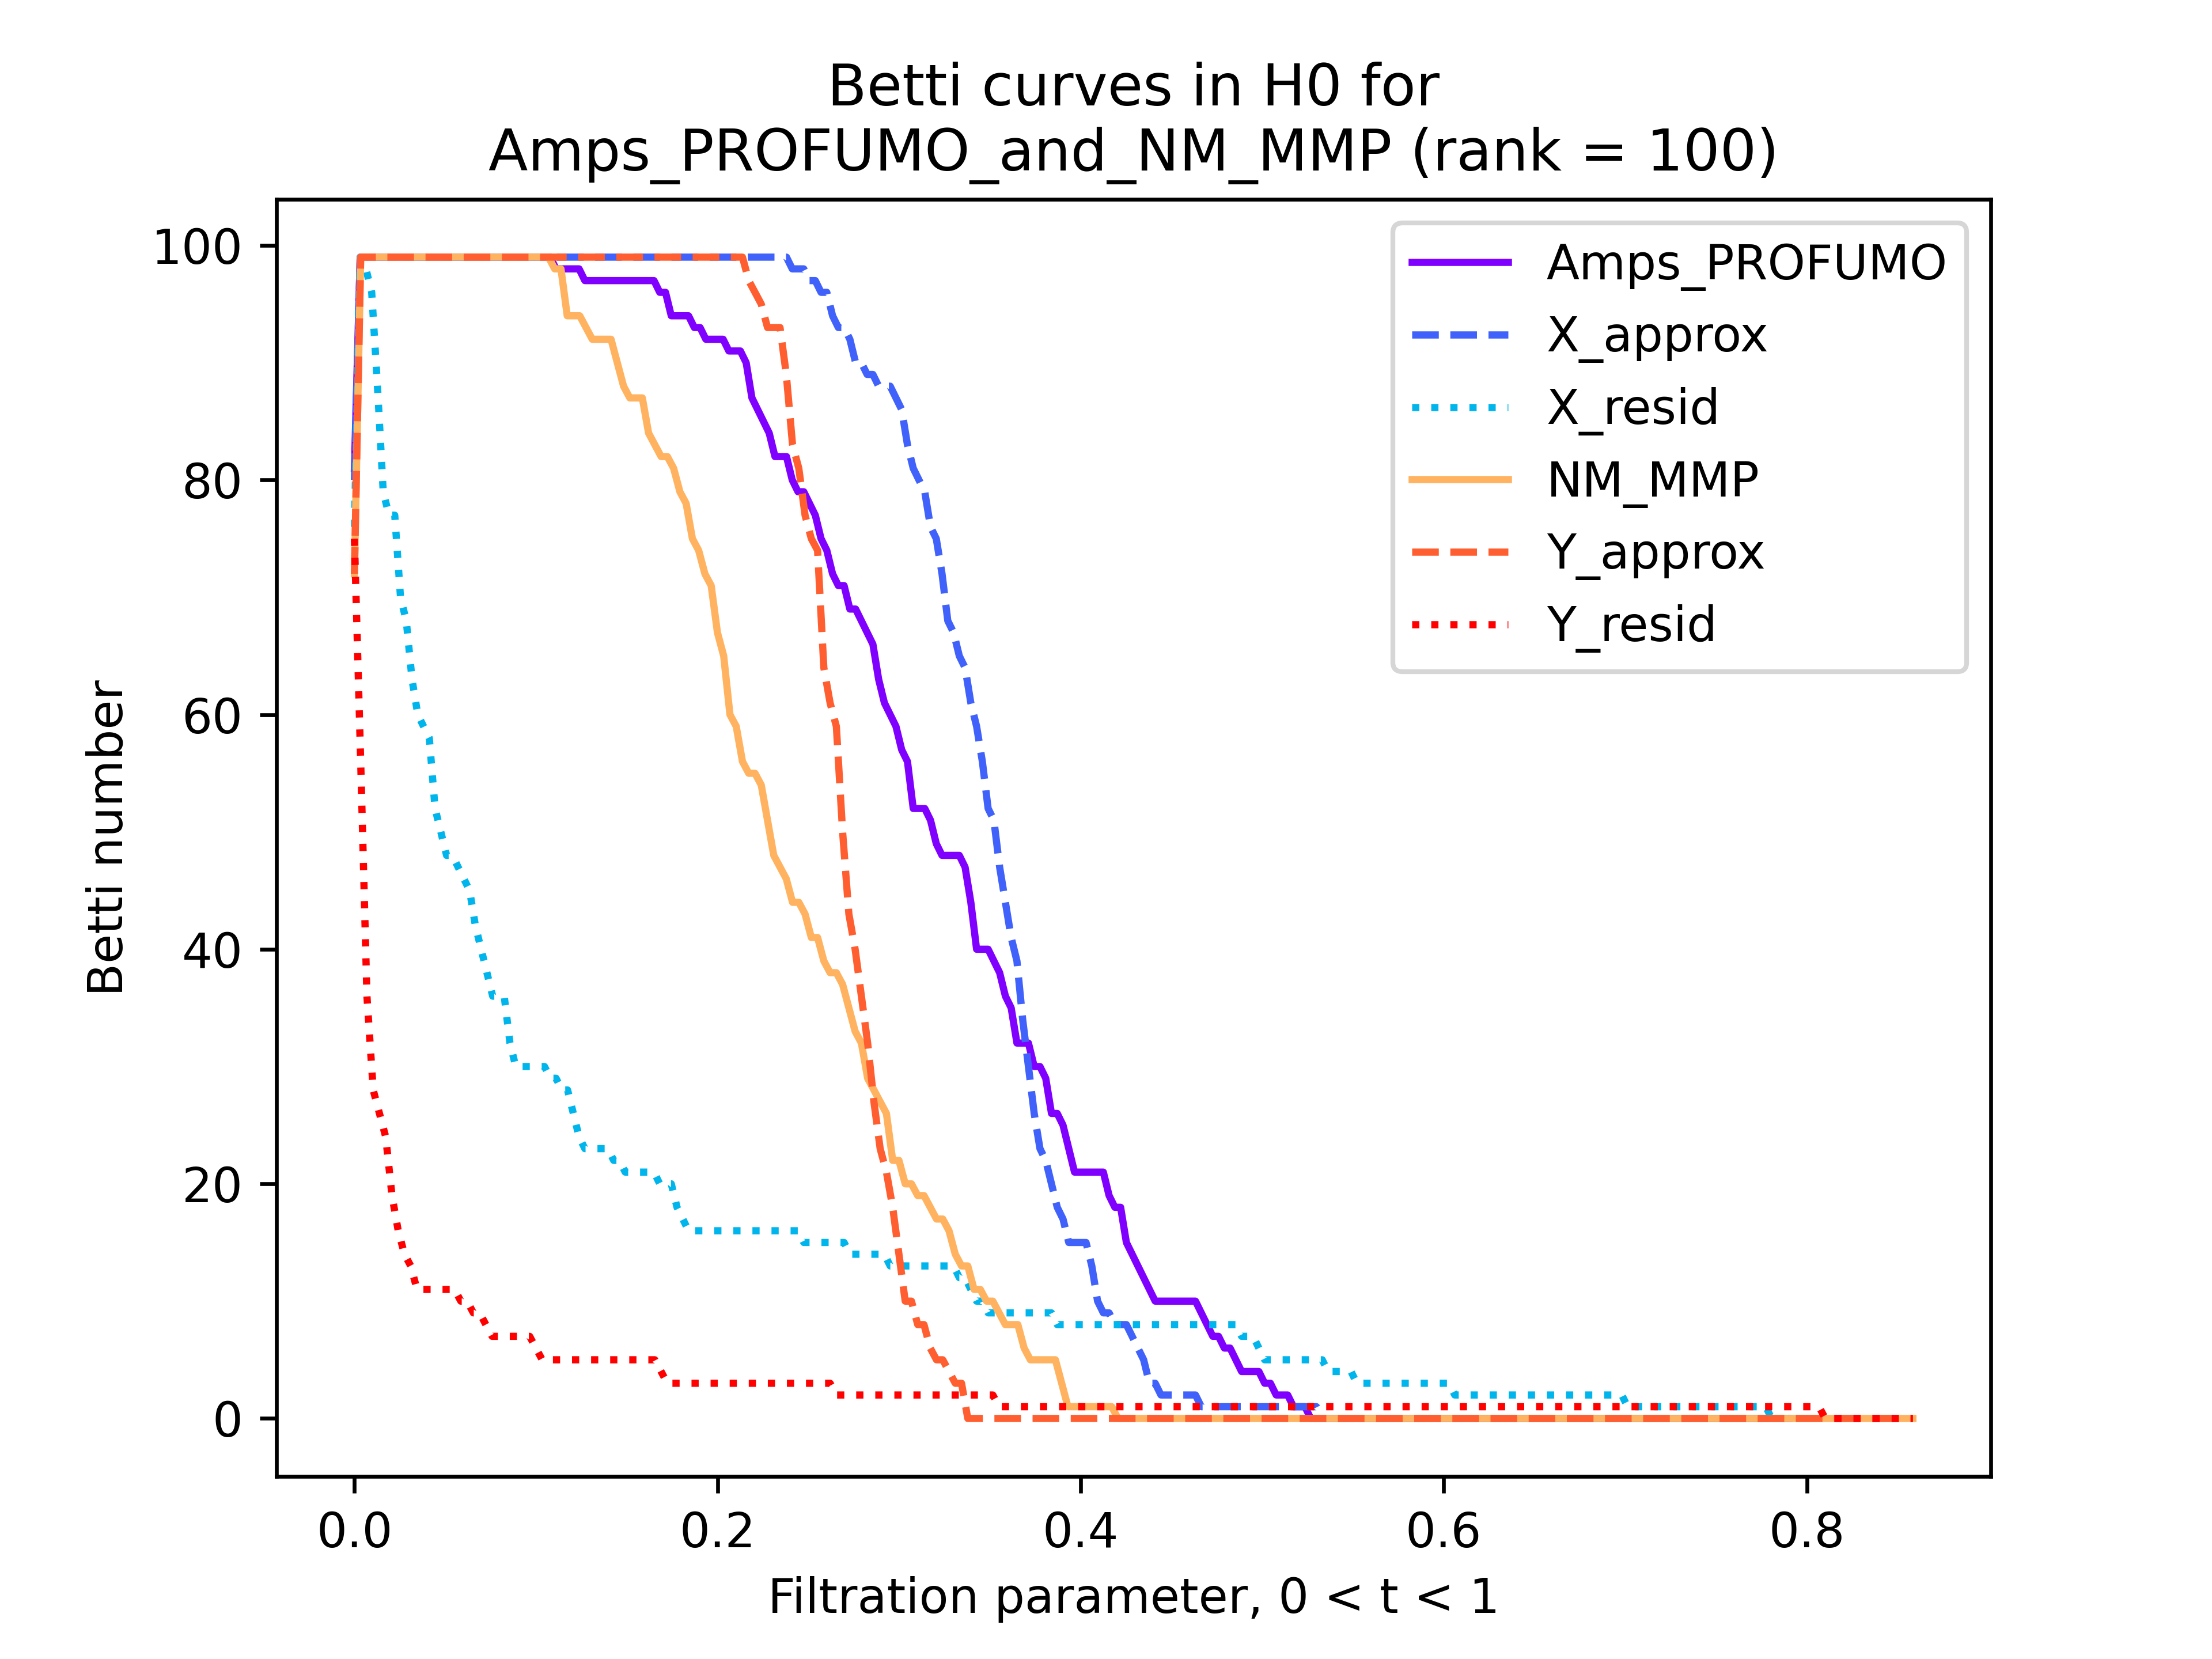 Betti curves in H0 for
Amps_PROFUMO_and_NM_MMP (rank = 100)
100
80
60
40
20
0
Betti number
Amps_PROFUMO
X_approx
X_resid
NM_MMP
Y_approx
Y_resid
0.0 0.2 0.4 0.6 0.8
Filtration parameter, 0 < t < 1